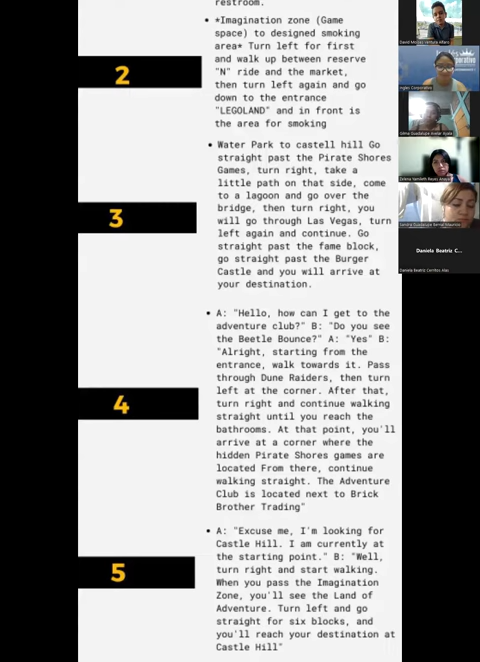 restroom.
2
• *Imagination zone (Game
space) to designed smoking
area* Turn left for first
and walk up between reserve
"N" ride and the market,
then turn left again and go
down to the entrance
"LEGOLAND" and in front is
the area for smoking
3
• Water Park to castell hill Go
straight past the Pirate Shores
Games, turn right, take a
little path on that side, come
to a lagoon and go over the
bridge, then turn right, you
will go through Las Vegas, turn
left again and continue. Go
straight past the fame block,
go straight past the Burger
Castle and you will arrive at
your destination.
4
• A: "Hello, how can I get to the
adventure club?" B: "Do you see
the Beetle Bounce?" A: "Yes" B:
"Alright, starting from the
entrance, walk towards it. Pass
through Dune Raiders, then turn
left at the corner. After that,
turn right and continue walking
straight until you reach the
bathrooms. At that point, you'll
arrive at a corner where the
hidden Pirate Shores games are
located From there, continue
walking straight. The Adventure
Club is located next to Brick
Brother Trading"
5
• A: "Excuse me, I'm looking for
Castle Hill. I am currently at
the starting point." B: "Well,
turn right and start walking.
When you pass the Imagination
Zone, you'll see the Land of
Adventure. Turn left and go
straight for six blocks, and
you'll reach your destination at
Castle Hill"
Daniela Beatriz C...
Daniela Beatriz Cerritos Alas